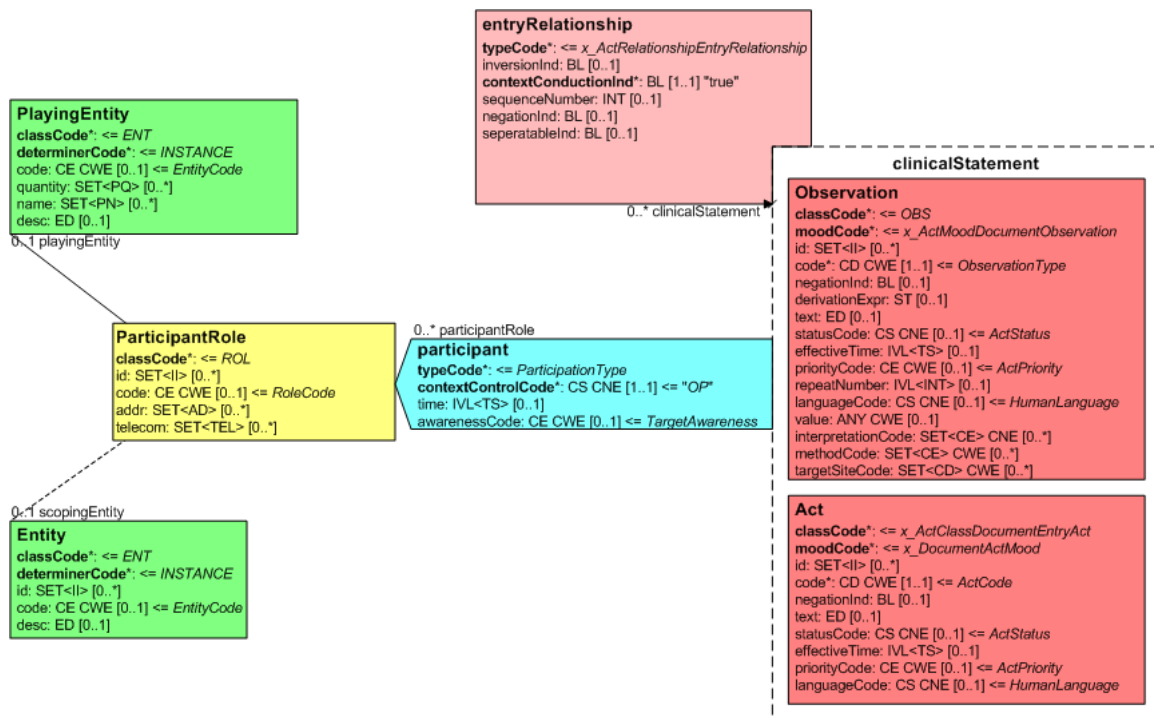 entryRelationship
typeCode*: <= x_ActRelationshipEntryRelationship
inversionInd: BL [0..1]
contextConductionInd*: BL [1..1] "true"
sequenceNumber: INT [0..1]
negationInd: BL [0..1]
seperatableInd: BL [0..1]
0..* clinicalStatement
PlayingEntity
classCode*: <= ENT
determinerCode*: <= INSTANCE
code: CE CWE [0..1] <= EntityCode
quantity: SET<PQ> [0..*]
name: SET<PN> [0..*]
desc: ED [0..1]
0..1 playingEntity
ParticipantRole
classCode*: <= ROL
id: SET<II> [0..*]
code: CE CWE [0..1] <= RoleCode
addr: SET<AD> [0..*]
telecom: SET<TEL> [0..*]
0..* participantRole
participant
typeCode*: <= ParticipationType
contextControlCode*: CS CNE [1..1] <= "OP"
time: IVL<TS> [0..1]
awarenessCode: CE CWE [0..1] <= TargetAwareness
0..1 scopingEntity
Entity
classCode*: <= ENT
determinerCode*: <= INSTANCE
id: SET<II> [0..*]
code: CE CWE [0..1] <= EntityCode
desc: ED [0..1]
clinicalStatement
Observation
classCode*: <= OBS
moodCode*: <= x_ActMoodDocumentObservation
id: SET<II> [0..*]
code*: CD CWE [1..1] <= ObservationType
negationInd: BL [0..1]
derivationExpr: ST [0..1]
text: ED [0..1]
statusCode: CS CNE [0..1] <= ActStatus
effectiveTime: IVL<TS> [0..1]
priorityCode: CE CWE [0..1] <= ActPriority
repeatNumber: IVL<INT> [0..1]
languageCode: CS CNE [0..1] <= HumanLanguage
value: ANY CWE [0..1]
interpretationCode: SET<CE> CNE [0..*]
methodCode: SET<CE> CWE [0..*]
targetSiteCode: SET<CD> CWE [0..*]
Act
classCode*: <= x_ActClassDocumentEntryAct
moodCode*: <= x_DocumentActMood
id: SET<II> [0..*]
code*: CD CWE [1..1] <= ActCode
negationInd: BL [0..1]
text: ED [0..1]
statusCode: CS CNE [0..1] <= ActStatus
effectiveTime: IVL<TS> [0..1]
priorityCode: CE CWE [0..1] <= ActPriority
languageCode: CS CNE [0..1] <= HumanLanguage